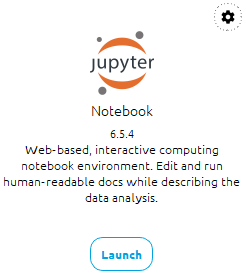 jupyter
Notebook
6.5.4
Web-based, interactive computing
notebook environment. Edit and run
human-readable docs while describing the
data analysis.
Launch